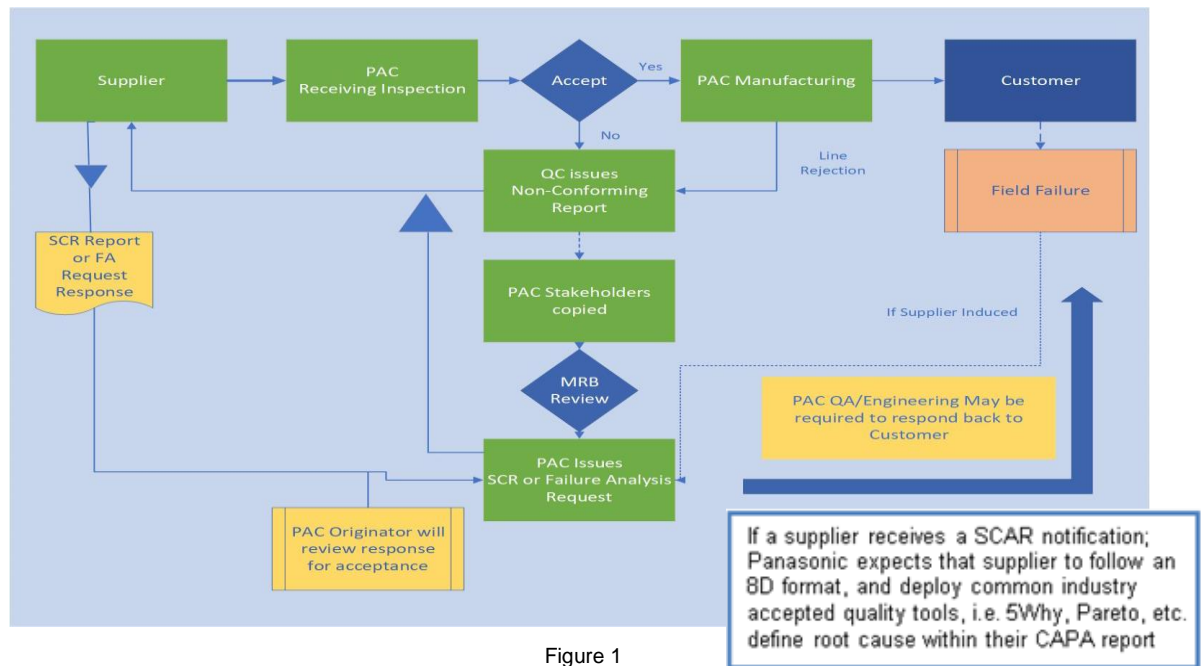 Supplier
PAC
Receiving Inspection
Accept
Yes
PAC Manufacturing
Customer
No
Line
Rejection
QC issues
Non-Conforming
Report
Field Failure
SCR Report
or FA
Request
Response
PAC Stakeholders
copied
If Supplier Induced
MRB
Review
PAC QA/Engineering May be
required to respond back to
Customer
PAC Issues
SCR or Failure Analysis
Request
PAC Originator will
review response
for acceptance
If a supplier receives a SCAR notification;
Panasonic expects that supplier to follow an
8D format, and deploy common industry
accepted quality tools, i.e. 5Why, Pareto, etc.
define root cause within their CAPA report
Figure 1